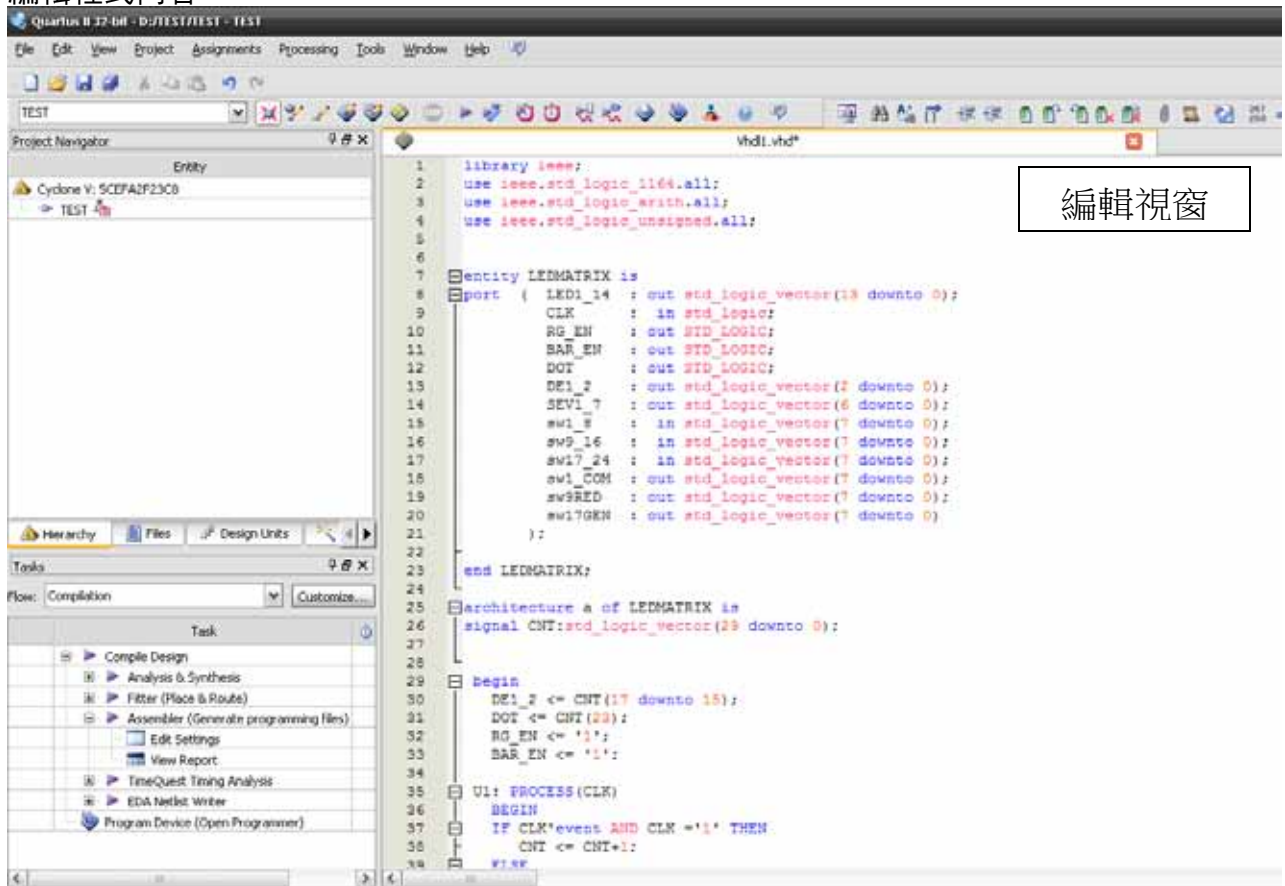 Quartus II 32-bit - D:/TEST/TEST - TEST
File Edit View Project Assignments Processing Tools Window Help
TEST
Project Navigator
Entity
Cyclone V: 5CEFA2F23C8
TEST
Hierarchy Files Design Units
Tasks
Flow: Compilation Customize...
Task
Compile Design
Analysis & Synthesis
Fitter (Place & Route)
Assembler (Generate programming files)
Edit Settings
View Report
TimeQuest Timing Analysis
EDA Netlist Writer
Program Device (Open Programmer)
Vhdl1.vhd*
編輯視窗
1 library ieee;
2 use ieee.std_logic_1164.all;
3 use ieee.std_logic_arith.all;
4 use ieee.std_logic_unsigned.all;
5
6
7 entity LEDMATRIX is
8 port ( LED1_14 : out std_logic_vector(13 downto 0);
9 CLK : in std_logic;
10 RG_EN : out STD_LOGIC;
11 BAR_EN : out STD_LOGIC;
12 DOT : out STD_LOGIC;
13 DE1_2 : out std_logic_vector(2 downto 0);
14 SEV1_7 : out std_logic_vector(6 downto 0);
15 sw1_8 : in std_logic_vector(7 downto 0);
16 sw9_16 : in std_logic_vector(7 downto 0);
17 sw17_24 : in std_logic_vector(7 downto 0);
18 sw1_COM : out std_logic_vector(7 downto 0);
19 sw9RED : out std_logic_vector(7 downto 0);
20 sw17GEN : out std_logic_vector(7 downto 0)
21 );
22
23 end LEDMATRIX;
24
25 architecture a of LEDMATRIX is
26 signal CNT:std_logic_vector(29 downto 0);
27
28
29 begin
30 DE1_2 <= CNT(17 downto 15);
31 DOT <= CNT(23);
32 RG_EN <= '1';
33 BAR_EN <= '1';
34
35 U1: PROCESS(CLK)
36 BEGIN
37 IF CLK'event AND CLK ='1' THEN
38 CNT <= CNT+1;
39 ELSE